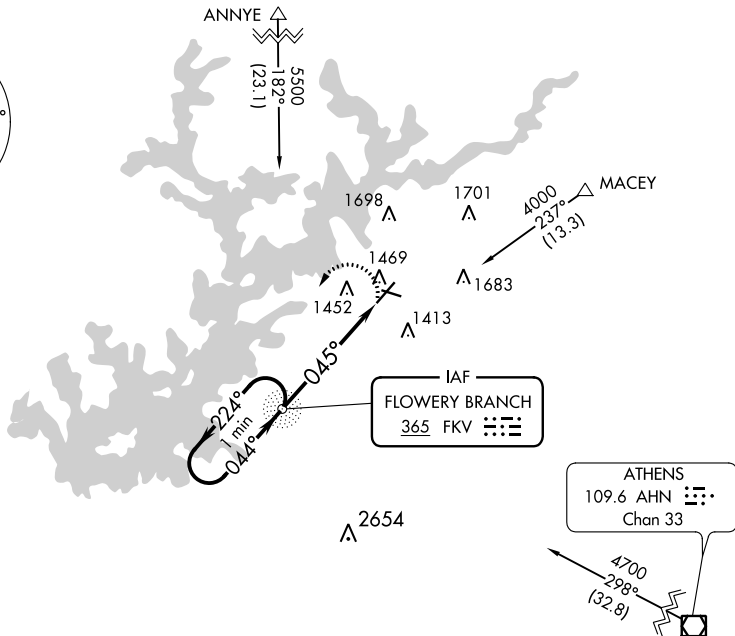 ANNYE
5500
182°
(23.1)
°
1698
1701
MACEY
4000
237°
(13.3)
1469
1452
1683
1413
045°
IAF
FLOWERY BRANCH
365 FKV
224°
1 min
044°
2654
ATHENS
109.6 AHN
Chan 33
4700
298°
(32.8)